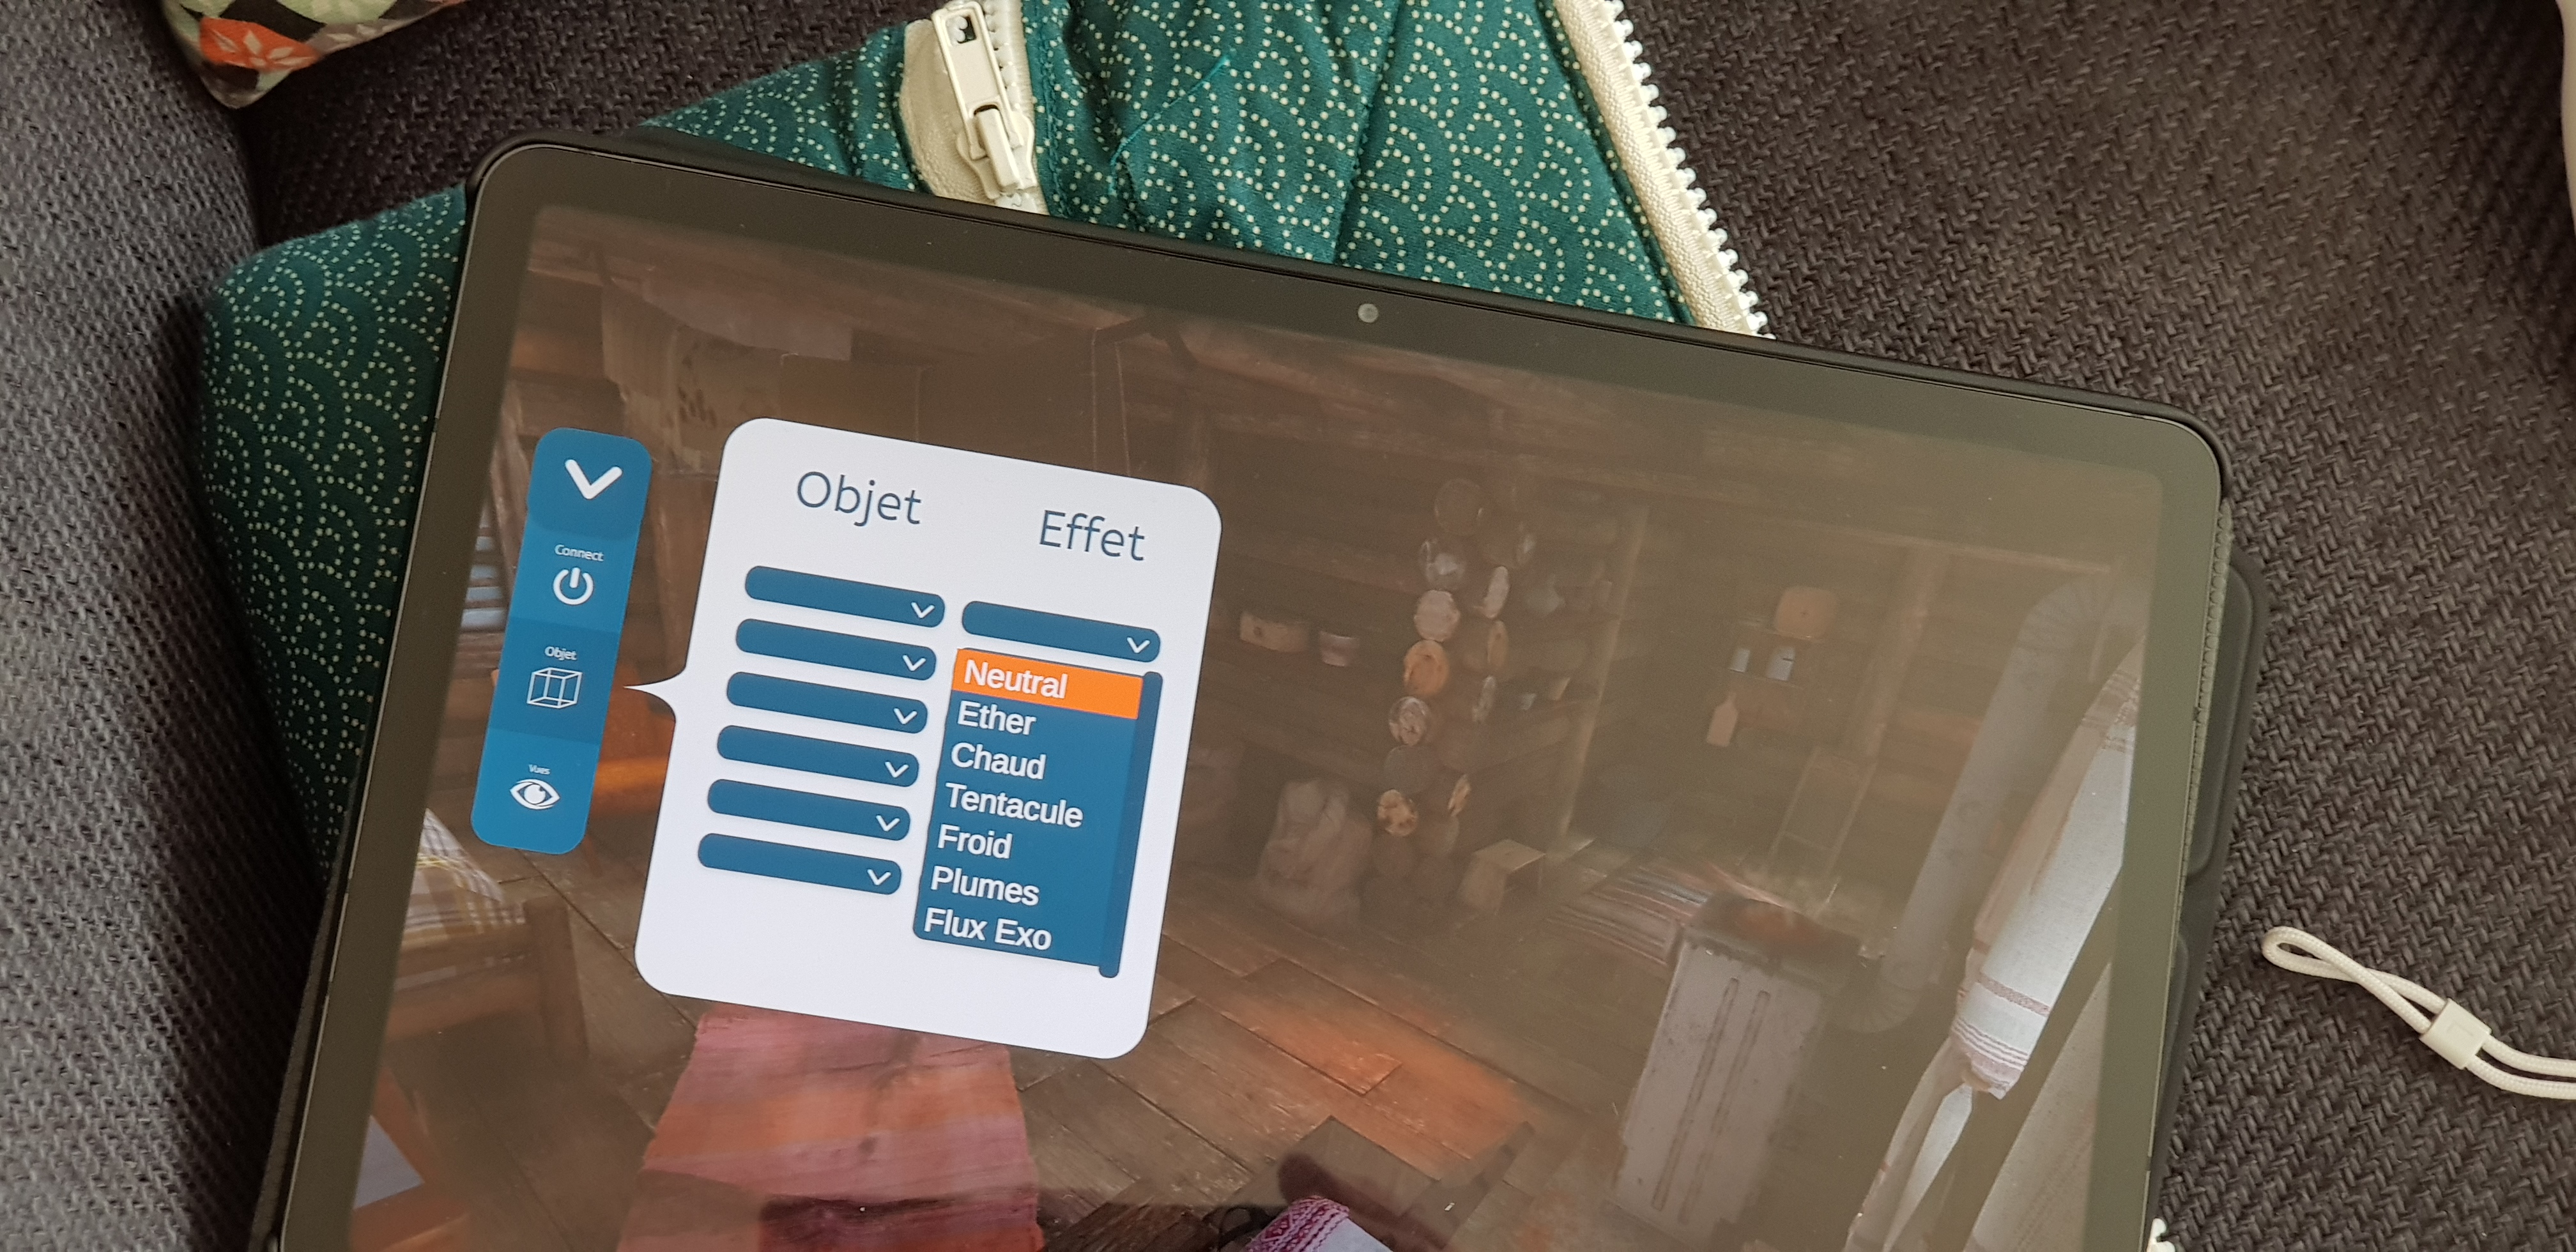 Connect
Objet
Vues
Objet
Effet
Neutral
Ether
Chaud
Tentacule
Froid
Plumes
Flux Exo